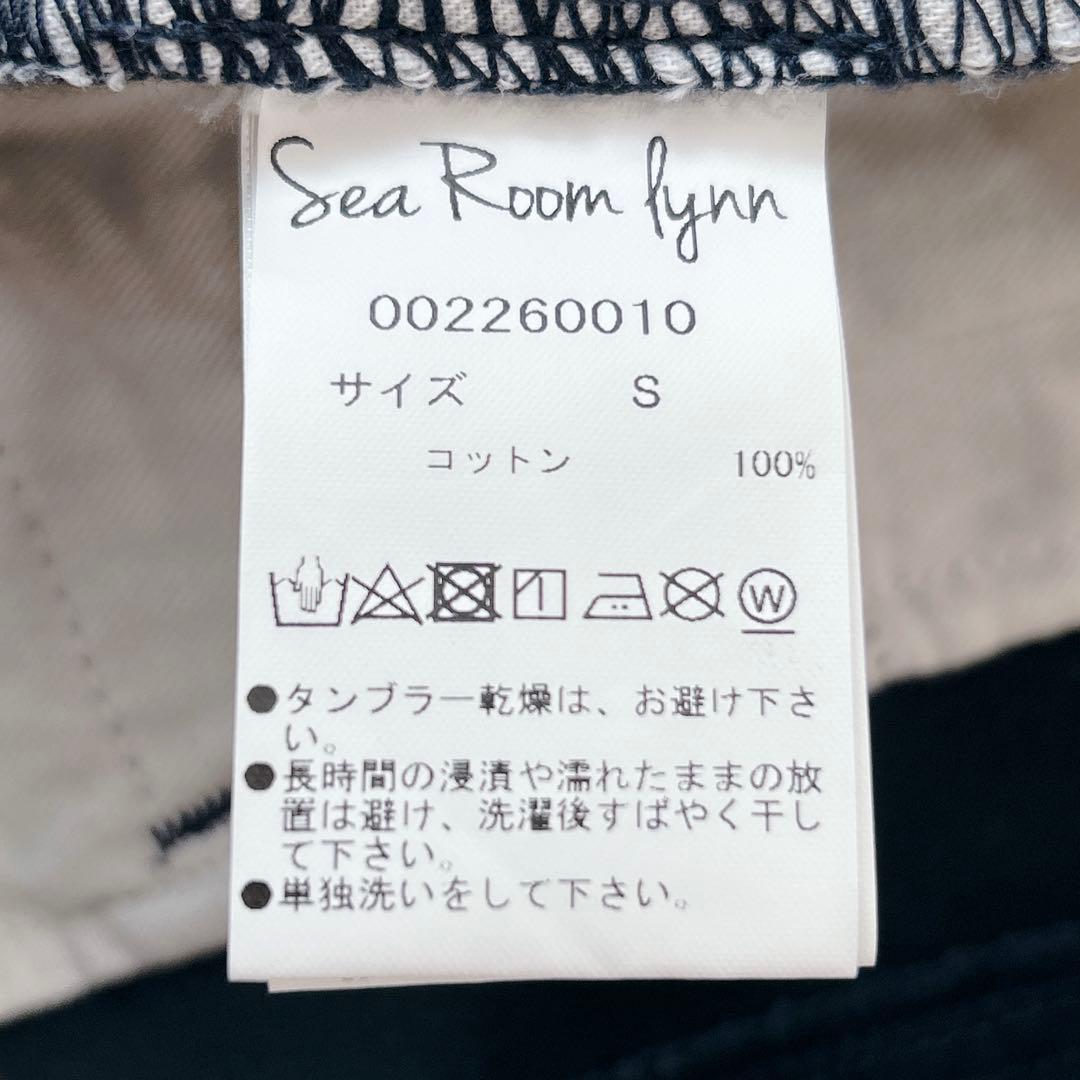 Sea Room lynn
002260010
サイズ S
コットン 100%
W
●タンブラー乾燥は、お避け下さ
い。
●長時間の浸漬や濡れたままの放
置は避け、洗濯後すばやく干し
て下さい。
●単独洗いをして下さい。